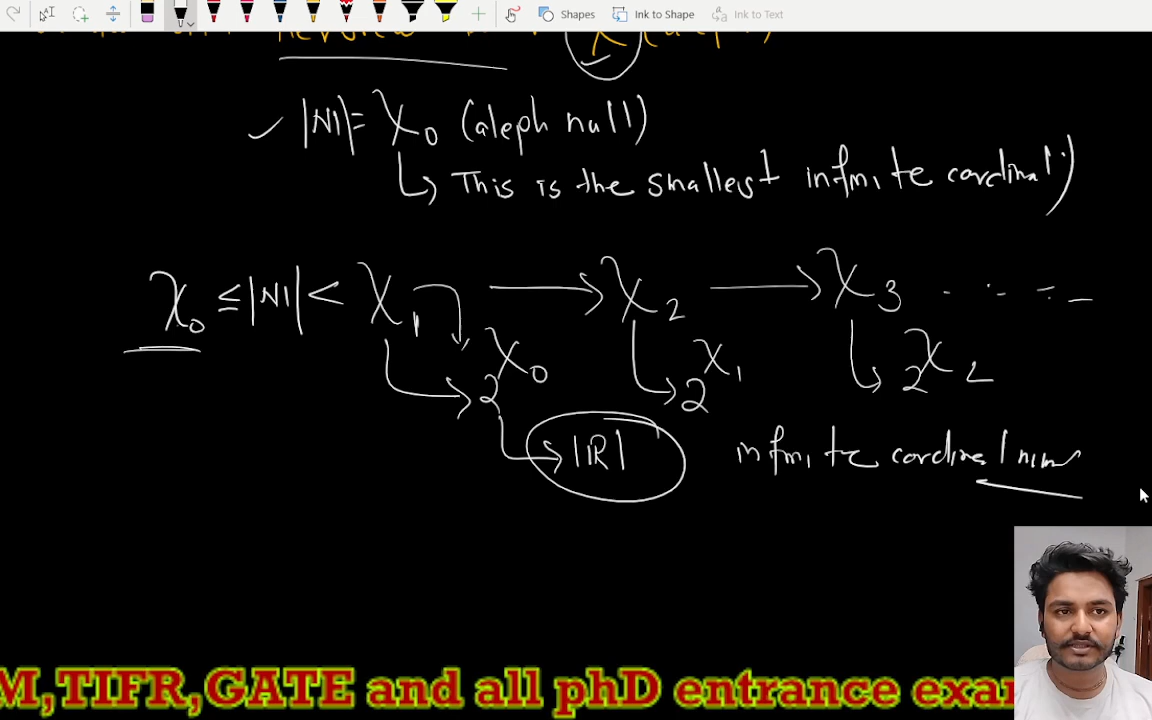 Shapes Ink to Shape Ink to Text
|N|= ℵ0 (aleph null)
↳ This is the smallest infinite cardinal)
ℵ0 ≤ |N| < ℵ1 → ℵ2 → ℵ3 ....
↳ 2^ℵ0 ↳ 2^ℵ1 ↳ 2^ℵ2
↳ |R| infinite cardinal num
M,TIFR,GATE and all phD entrance exa